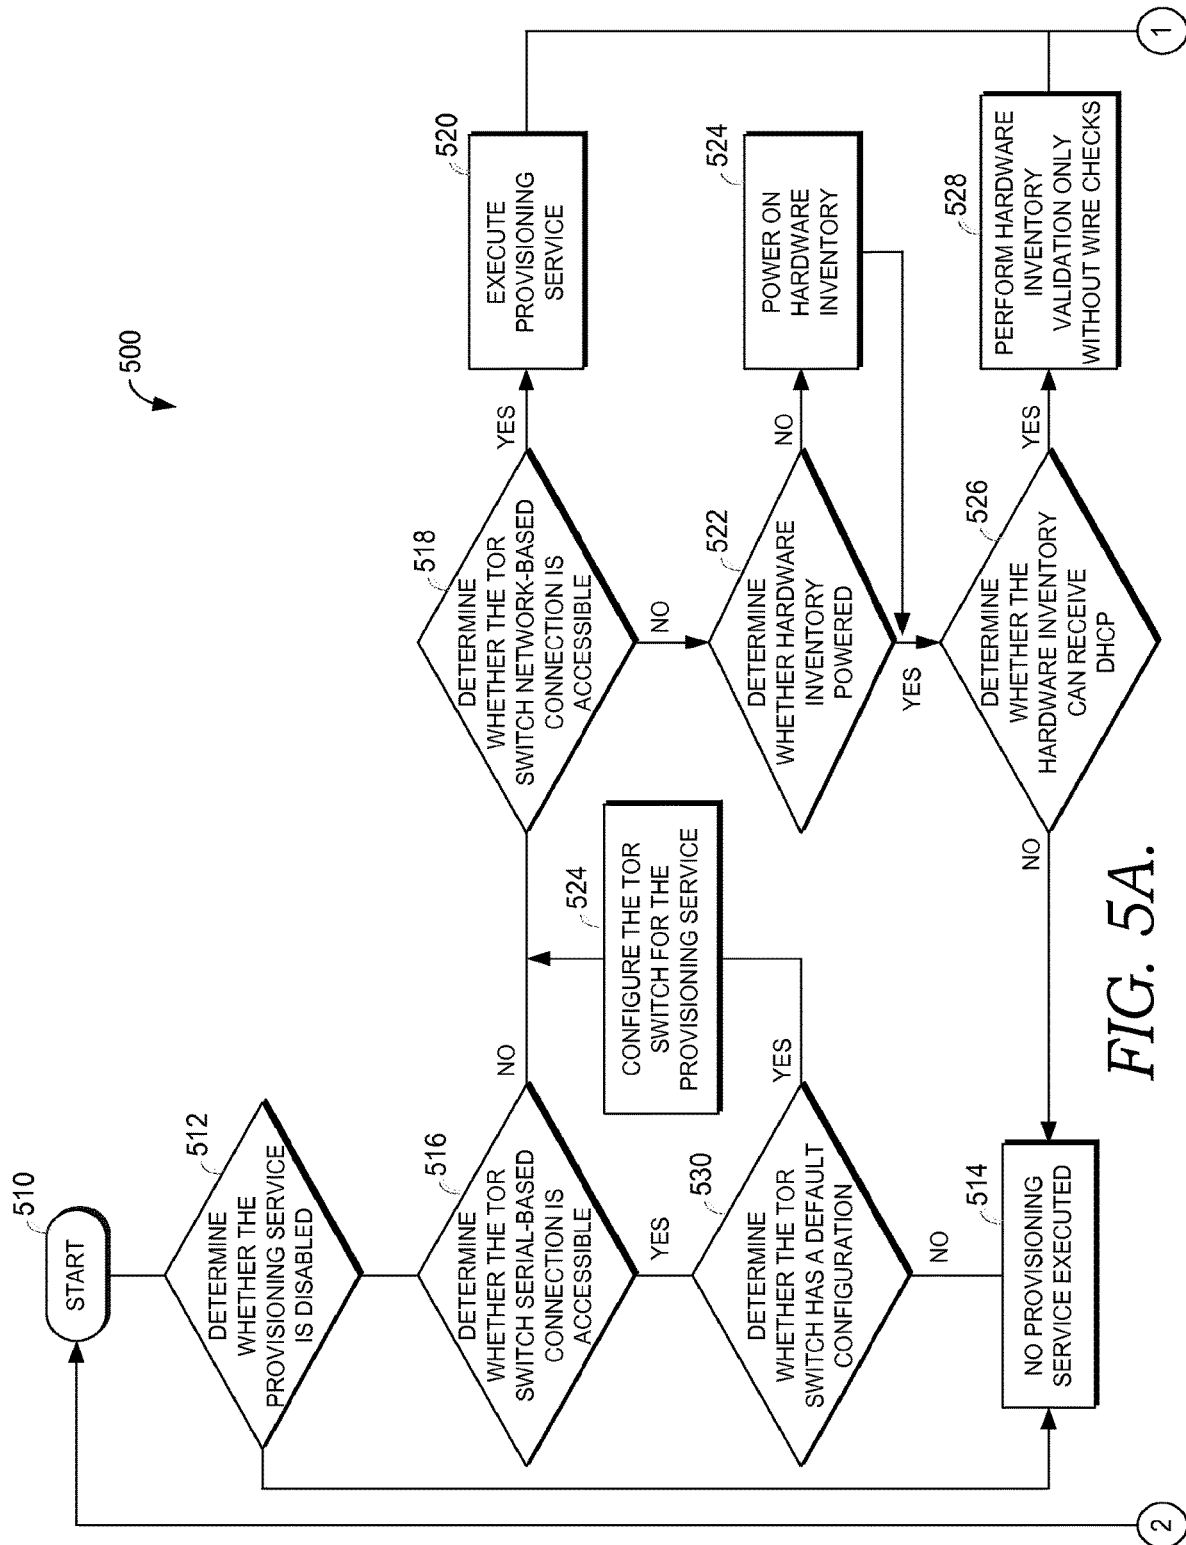 500
510
START
512
DETERMINE
WHETHER THE
PROVISIONING SERVICE
IS DISABLED
516
DETERMINE
WHETHER THE TOR
SWITCH SERIAL-BASED
CONNECTION IS
ACCESSIBLE
NO
YES
518
DETERMINE
WHETHER THE TOR
SWITCH NETWORK-BASED
CONNECTION IS
ACCESSIBLE
YES
NO
520
EXECUTE
PROVISIONING
SERVICE
530
DETERMINE
WHETHER THE TOR
SWITCH HAS A DEFAULT
CONFIGURATION
YES
NO
524
CONFIGURE THE TOR
SWITCH FOR THE
PROVISIONING SERVICE
522
DETERMINE
WHETHER HARDWARE
INVENTORY
POWERED
NO
YES
524
POWER ON
HARDWARE
INVENTORY
514
NO PROVISIONING
SERVICE EXECUTED
NO
526
DETERMINE
WHETHER THE
HARDWARE INVENTORY
CAN RECEIVE
DHCP
YES
528
PERFORM HARDWARE
INVENTORY
VALIDATION ONLY
WITHOUT WIRE CHECKS
2
1
FIG. 5A.